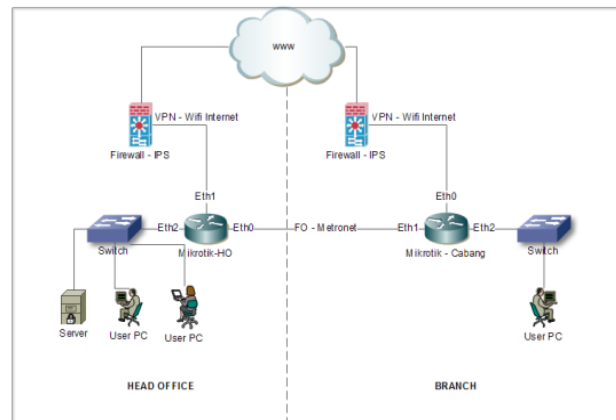 www
VPN - Wifi Internet
VPN - Wifi Internet
Firewall - IPS
Firewall - IPS
Eth1
Eth0
Eth2
Eth0
FO - Metronet
Eth1
Eth2
Switch
Mikrotik-HO
Mikrotik - Cabang
Switch
Server
User PC
User PC
User PC
HEAD OFFICE
BRANCH